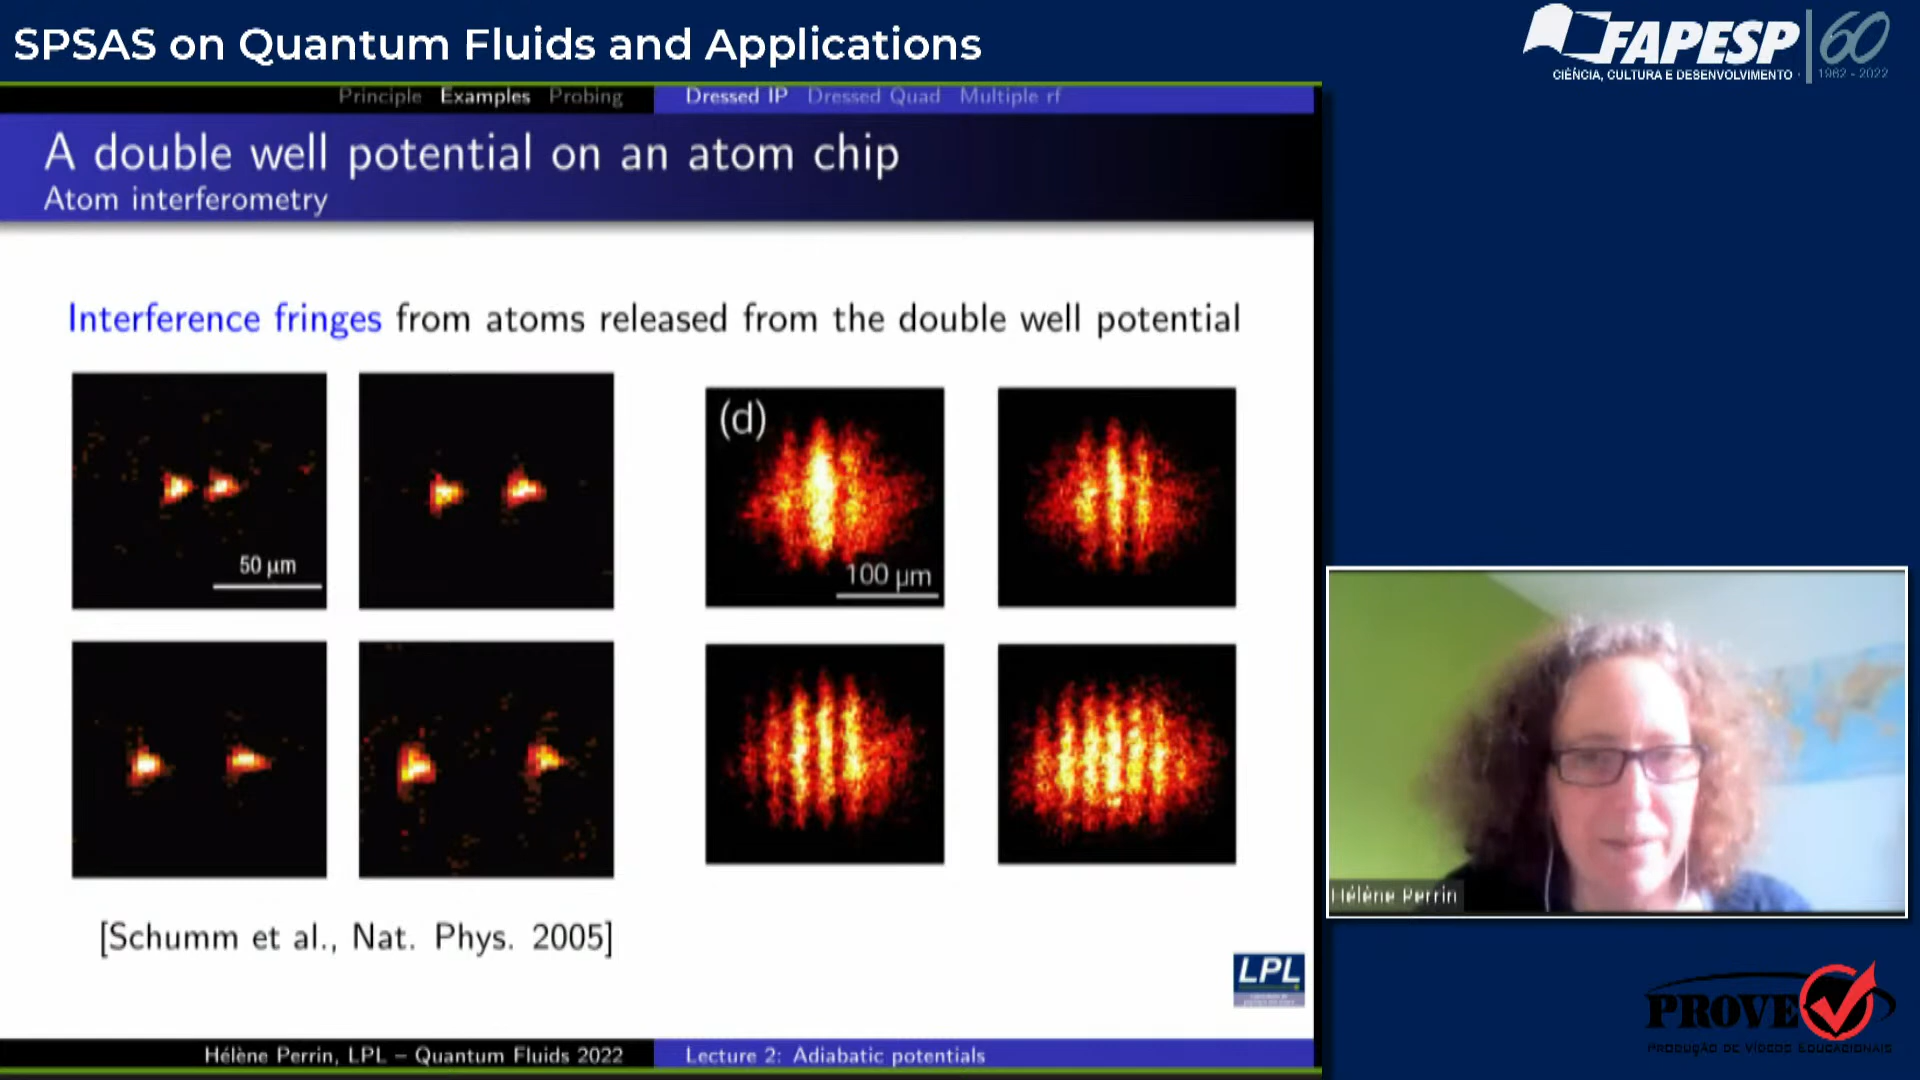 SPSAS on Quantum Fluids and Applications
FAPESP 60
CIÊNCIA, CULTURA E DESENVOLVIMENTO
1962 - 2022
Principle Examples Probing Dressed IP Dressed Quad Multiple rf
A double well potential on an atom chip
Atom interferometry
Interference fringes from atoms released from the double well potential
50 µm
(d)
100 µm
[Schumm et al., Nat. Phys. 2005]
LPL
Hélène Perrin
Hélène Perrin, LPL – Quantum Fluids 2022 Lecture 2: Adiabatic potentials
PROVE
PRODUÇÃO DE VÍDEOS EDUCACIONAIS